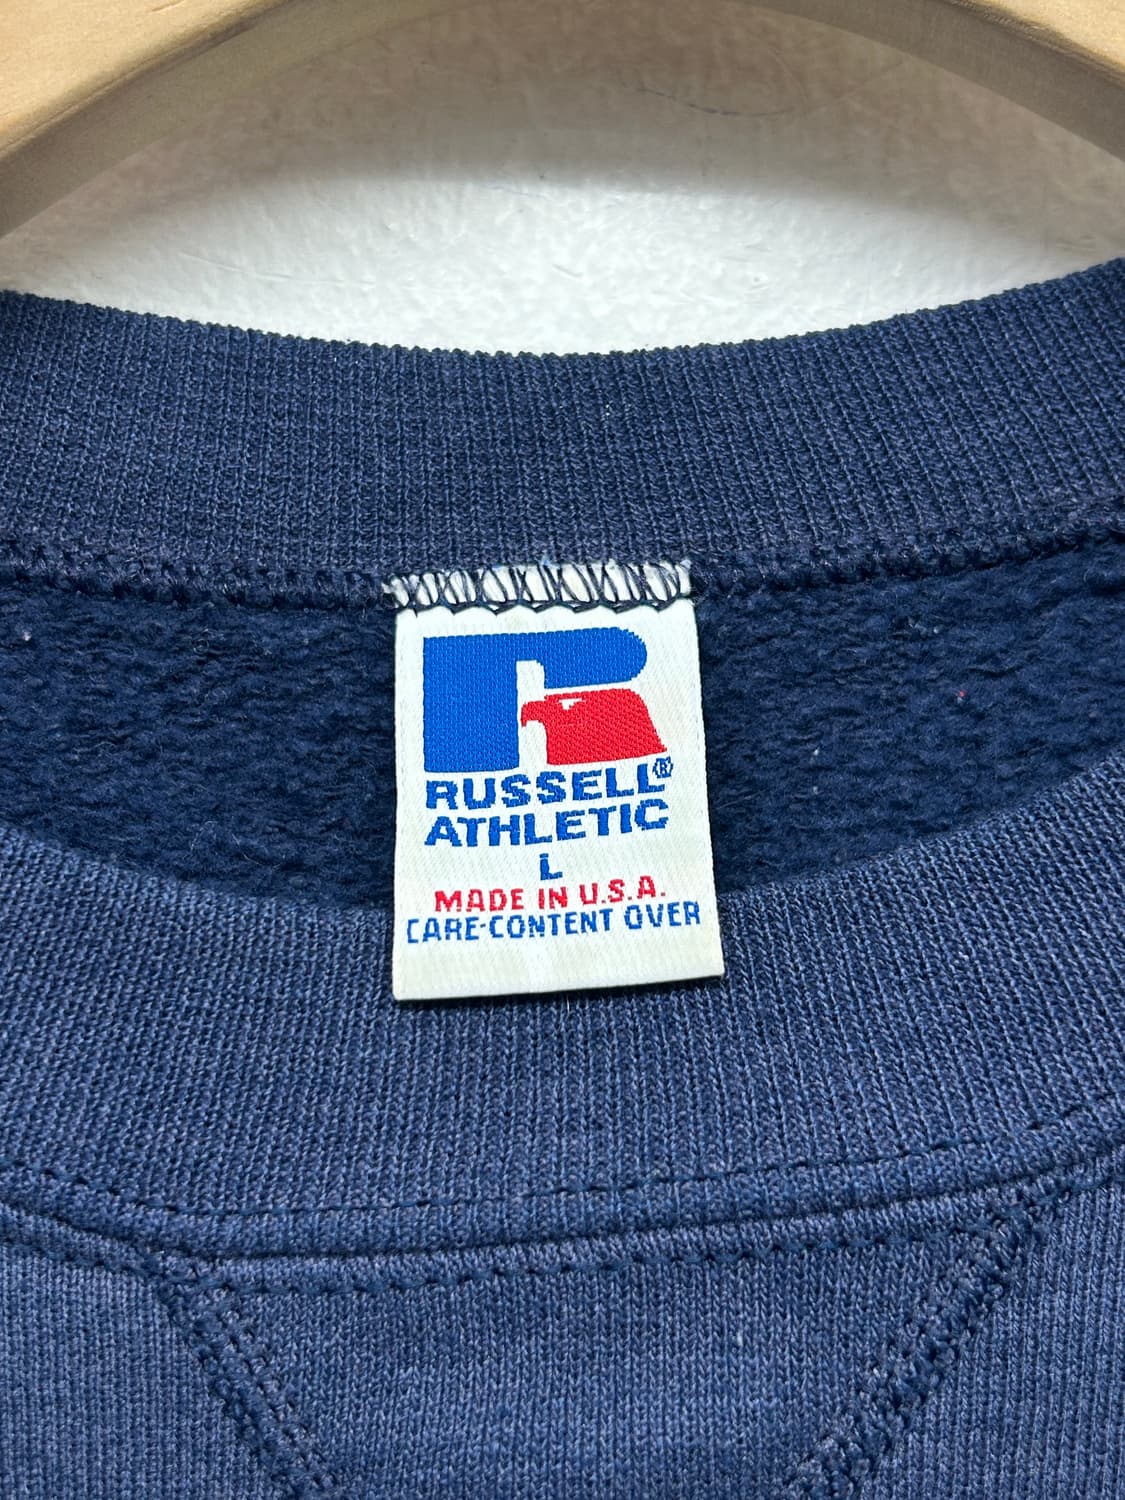 RUSSELL®
ATHLETIC
L
MADE IN U.S.A.
CARE-CONTENT OVER